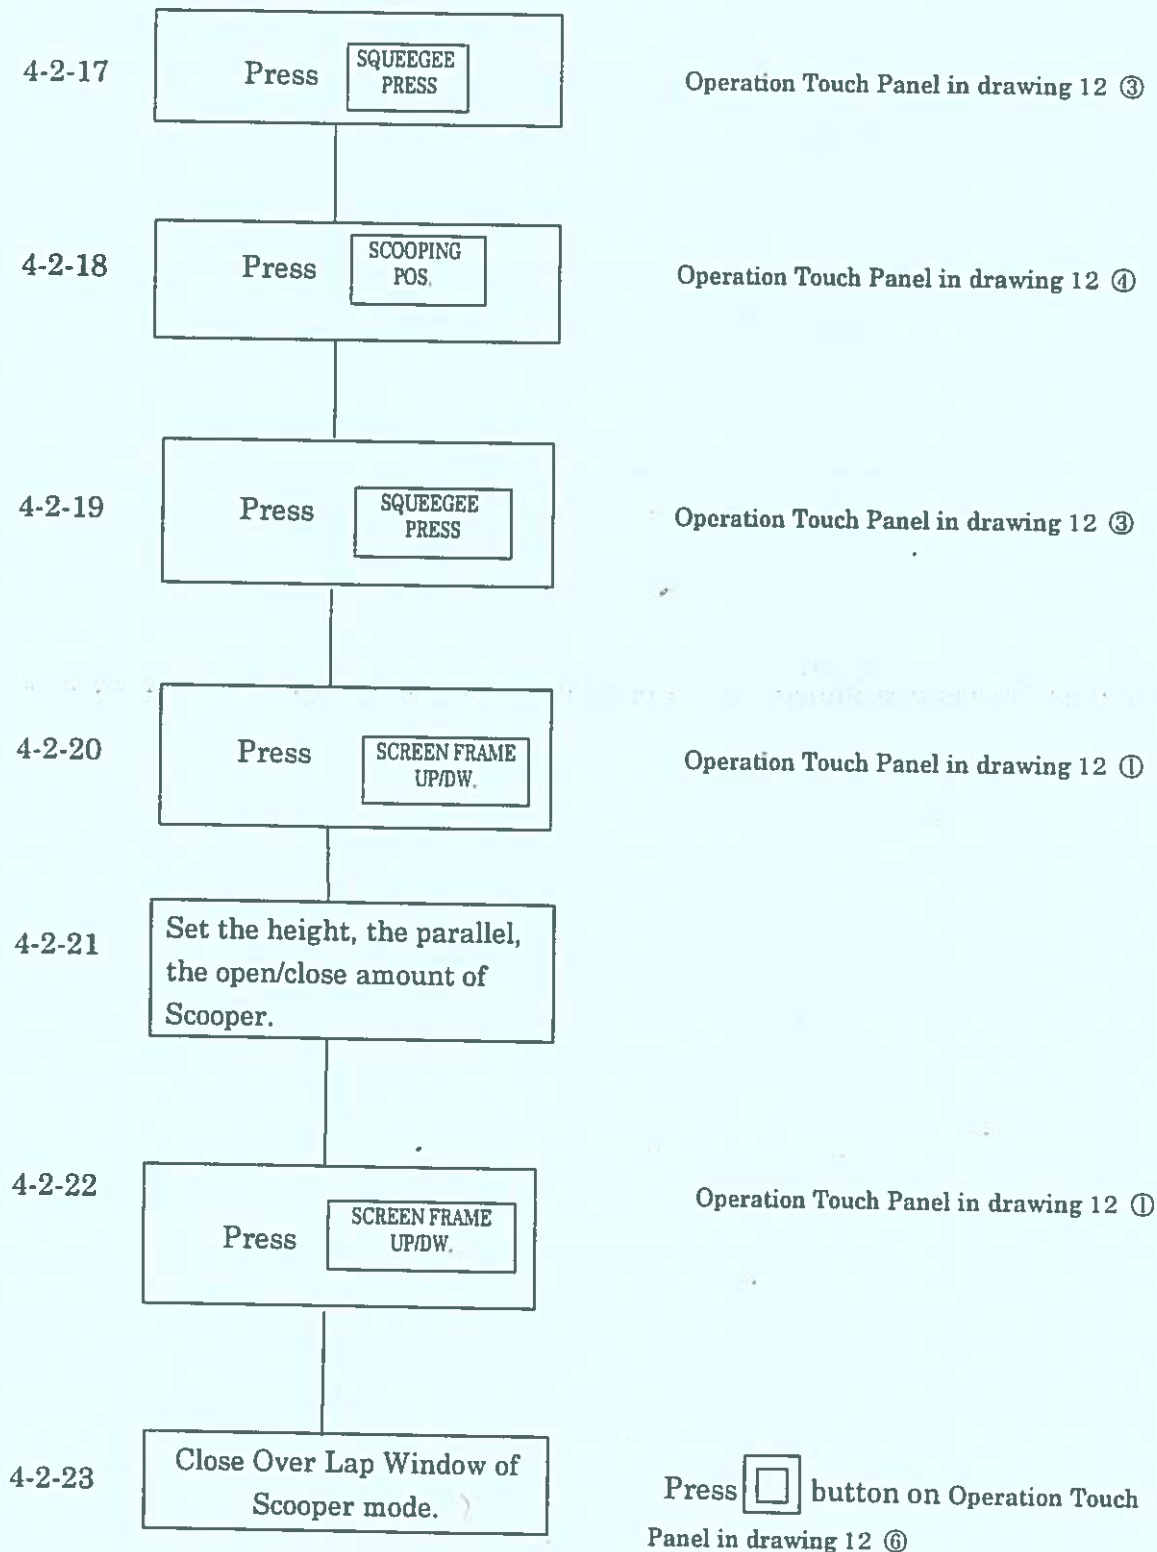 4-2-17
Press
SQUEEGEE
PRESS
Operation Touch Panel in drawing 12 ③
4-2-18
Press
SCOOPING
POS.
Operation Touch Panel in drawing 12 ④
4-2-19
Press
SQUEEGEE
PRESS
Operation Touch Panel in drawing 12 ③
4-2-20
Press
SCREEN FRAME
UP/DW.
Operation Touch Panel in drawing 12 ①
4-2-21
Set the height, the parallel,
the open/close amount of
Scooper.
4-2-22
Press
SCREEN FRAME
UP/DW.
Operation Touch Panel in drawing 12 ①
4-2-23
Close Over Lap Window of
Scooper mode.
Press button on Operation Touch
Panel in drawing 12 ⑥